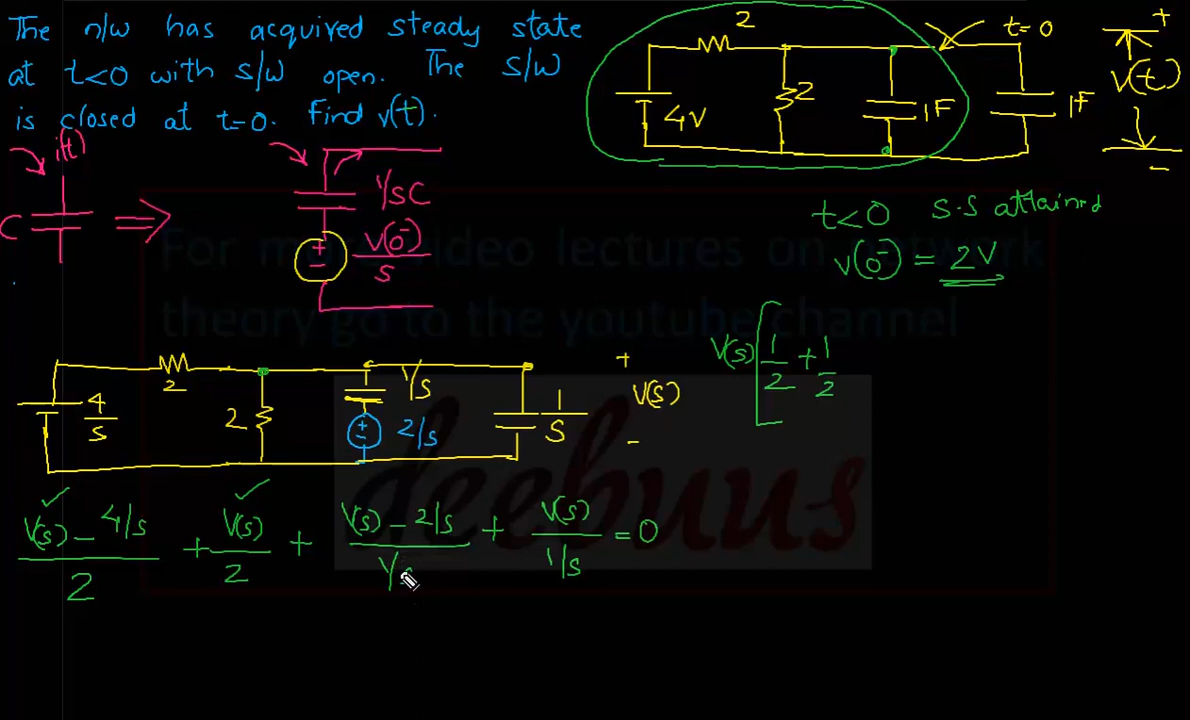 The n/w has acquired steady state
at t<0 with s/w open. The s/w
is closed at t=0. Find v(t).
2
t=0
+
4V
2
1F
1F
v(t)
-
i(t)
C
⇒
1/sC
+
-
v(0⁻)/s
t<0 S.S attained
v(0⁻) = 2V
For more video lectures on network
theory go to the youtube channel
deebuus
4/s
2
2
1/s
+
-
2/s
1/s
+
V(s)
-
V(s) [ 1/2 + 1/2
(V(s) - 4/s)/2 + V(s)/2 + (V(s) - 2/s)/(1/s) + V(s)/(1/s) = 0